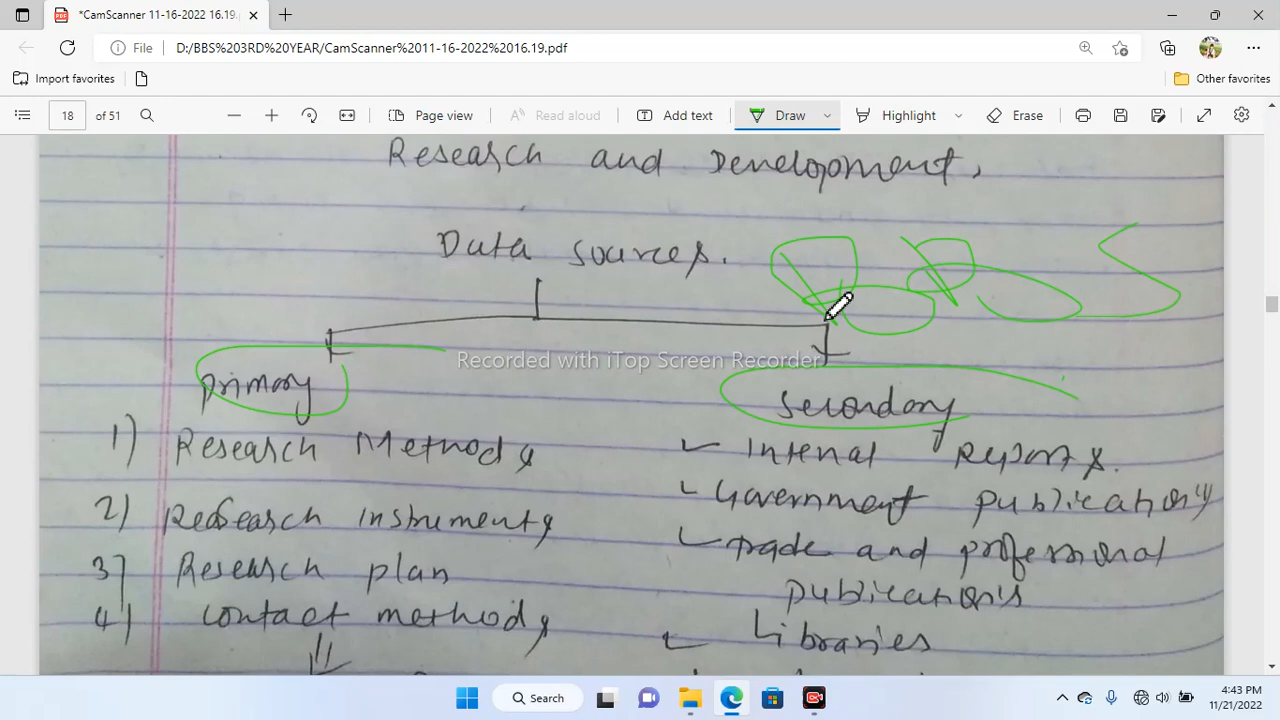 *CamScanner 11-16-2022 16.19.p
File D:/BBS%203RD%20YEAR/CamScanner%2011-16-2022%2016.19.pdf
Import favorites
Other favorites
18 of 51
Page view
Read aloud
Add text
Draw
Highlight
Erase
Research and Development,
Data sources.
Recorded with iTop Screen Recorder
primary
secondary
1) Research Methods
Internal Reports.
2) Research instruments
Government publication's
3) Research plan
trade and professional
publication's
4) contact methods
Libraries
Search
4:43 PM
11/21/2022